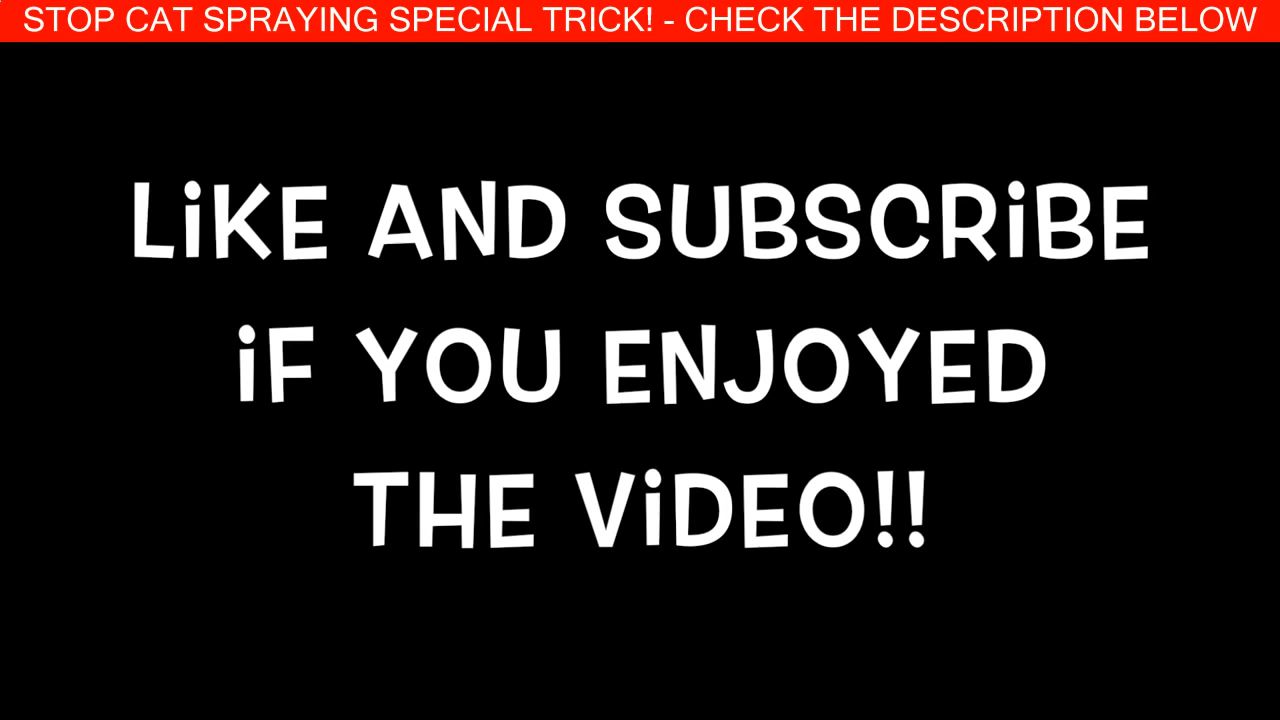 STOP CAT SPRAYING SPECIAL TRICK! - CHECK THE DESCRIPTION BELOW
LiKE AND SUBSCRiBE
iF YOU ENJOYED
THE ViDEO!!